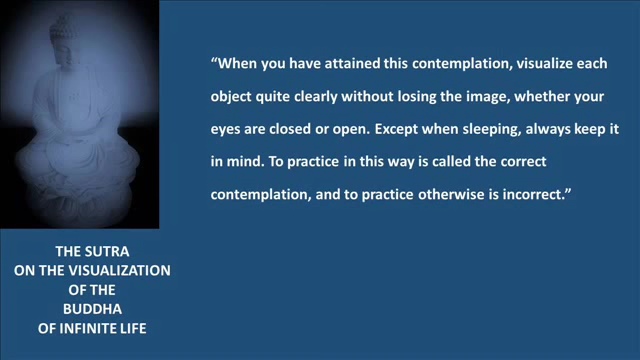 “When you have attained this contemplation, visualize each
object quite clearly without losing the image, whether your
eyes are closed or open. Except when sleeping, always keep it
in mind. To practice in this way is called the correct
contemplation, and to practice otherwise is incorrect.”
THE SUTRA
ON THE VISUALIZATION
OF THE
BUDDHA
OF INFINITE LIFE